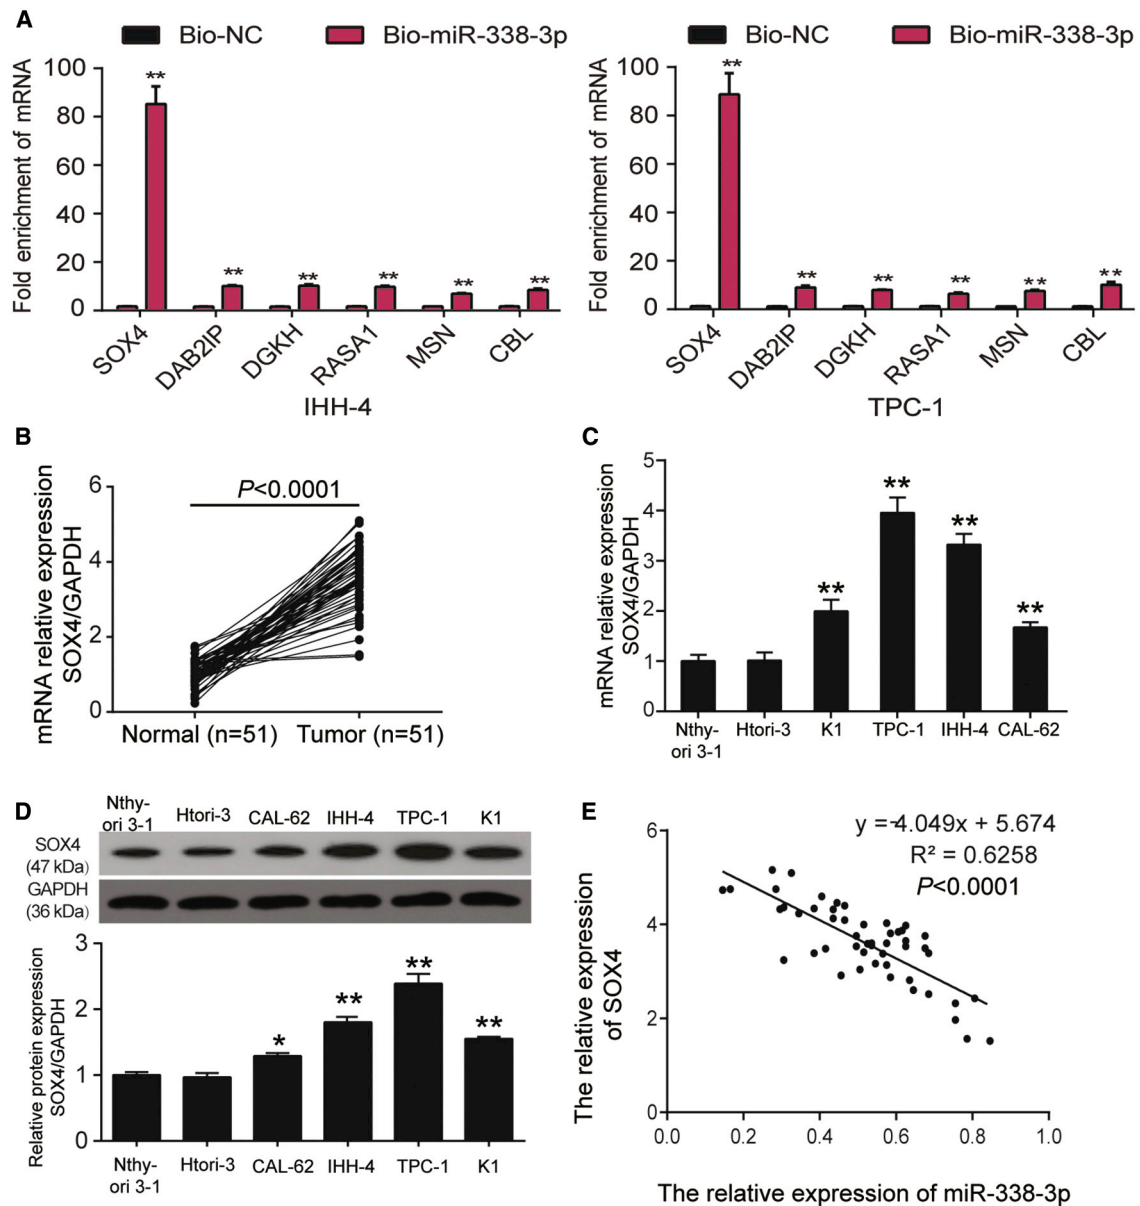 A
Bio-NC Bio-miR-338-3p
Fold enrichment of mRNA
100
80
60
40
20
0
** ** ** ** ** **
SOX4 DAB2IP DGKH RASA1 MSN CBL
IHH-4
Bio-NC Bio-miR-338-3p
Fold enrichment of mRNA
100
80
60
40
20
0
** ** ** ** ** **
SOX4 DAB2IP DGKH RASA1 MSN CBL
TPC-1
B
mRNA relative expression
SOX4/GAPDH
6
4
2
0
P<0.0001
Normal (n=51) Tumor (n=51)
C
mRNA relative expression
SOX4/GAPDH
5
4
3
2
1
0
** ** ** **
Nthy-
ori 3-1
Htori-3 K1 TPC-1 IHH-4 CAL-62
D
Nthy-
ori 3-1
Htori-3 CAL-62 IHH-4 TPC-1 K1
SOX4
(47 kDa)
GAPDH
(36 kDa)
Relative protein expression
SOX4/GAPDH
3
2
1
0
* ** ** **
Nthy-
ori 3-1
Htori-3 CAL-62 IHH-4 TPC-1 K1
E
y = -4.049x + 5.674
R² = 0.6258
P<0.0001
The relative expression
of SOX4
6
4
2
0
0.0 0.2 0.4 0.6 0.8 1.0
The relative expression of miR-338-3p